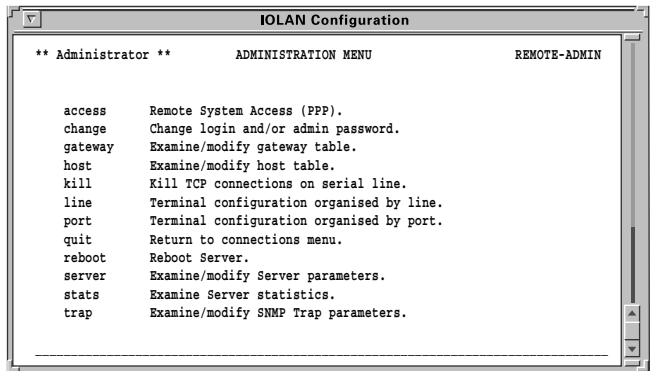 IOLAN Configuration
** Administrator ** ADMINISTRATION MENU REMOTE-ADMIN
access Remote System Access (PPP).
change Change login and/or admin password.
gateway Examine/modify gateway table.
host Examine/modify host table.
kill Kill TCP connections on serial line.
line Terminal configuration organised by line.
port Terminal configuration organised by port.
quit Return to connections menu.
reboot Reboot Server.
server Examine/modify Server parameters.
stats Examine Server statistics.
trap Examine/modify SNMP Trap parameters.